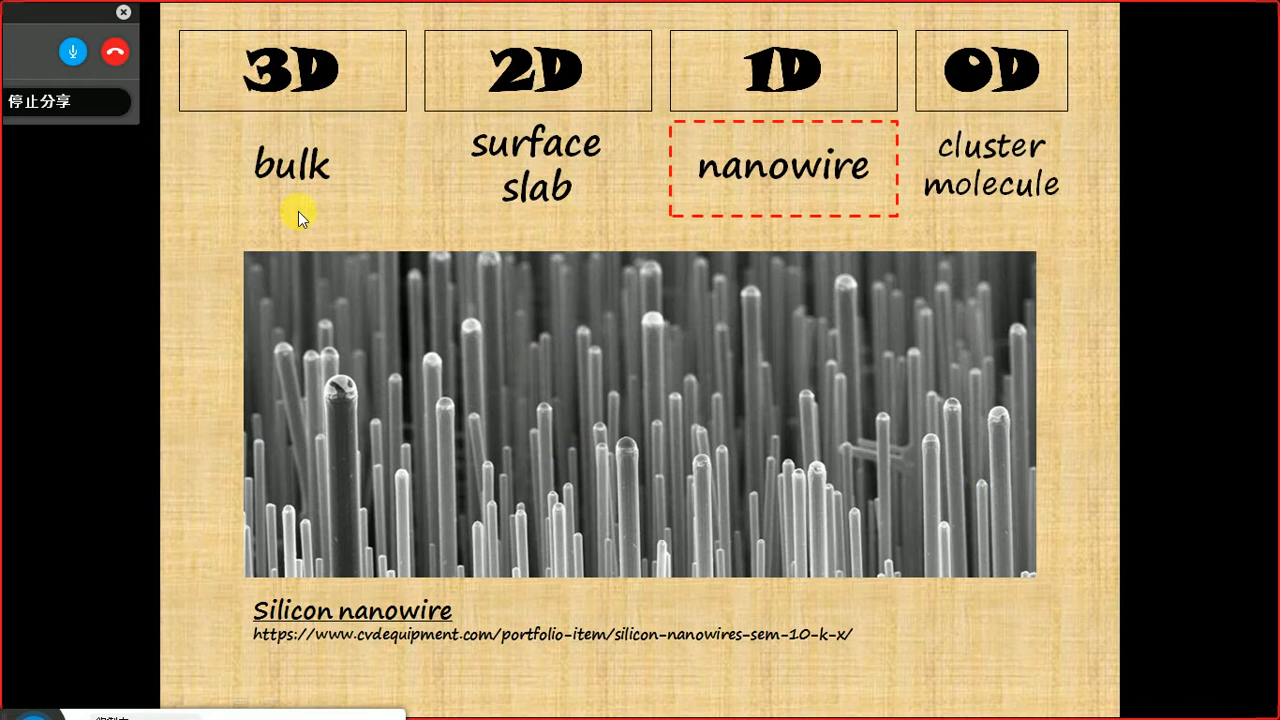 停止分享
3D
2D
1D
0D
bulk
surface
slab
nanowire
cluster
molecule
Silicon nanowire
https://www.cvdequipment.com/portfolio-item/silicon-nanowires-sem-10-k-x/